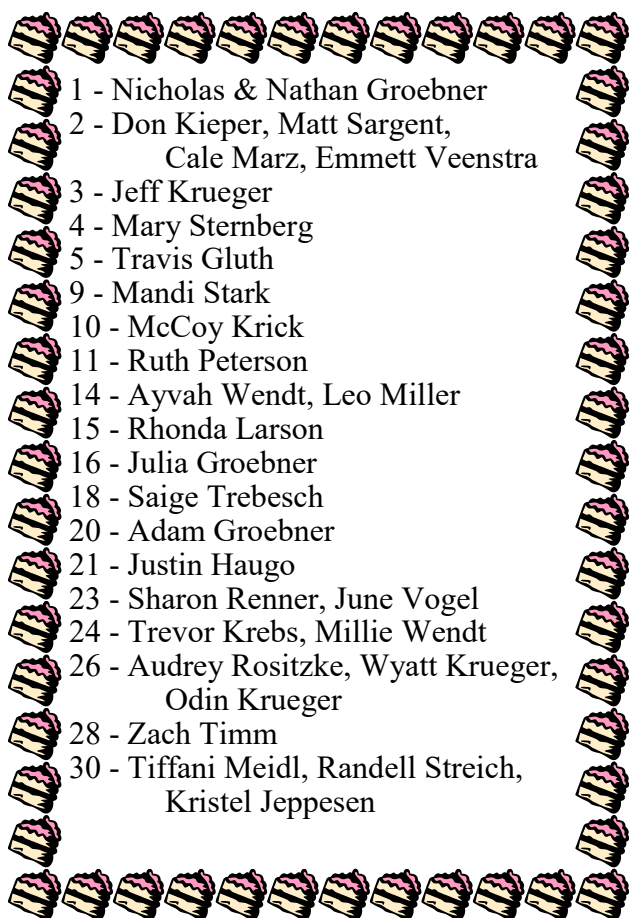 1 - Nicholas & Nathan Groebner
2 - Don Kieper, Matt Sargent,
Cale Marz, Emmett Veenstra
3 - Jeff Krueger
4 - Mary Sternberg
5 - Travis Gluth
9 - Mandi Stark
10 - McCoy Krick
11 - Ruth Peterson
14 - Ayvah Wendt, Leo Miller
15 - Rhonda Larson
16 - Julia Groebner
18 - Saige Trebesch
20 - Adam Groebner
21 - Justin Haugo
23 - Sharon Renner, June Vogel
24 - Trevor Krebs, Millie Wendt
26 - Audrey Rositzke, Wyatt Krueger,
Odin Krueger
28 - Zach Timm
30 - Tiffani Meidl, Randell Streich,
Kristel Jeppesen